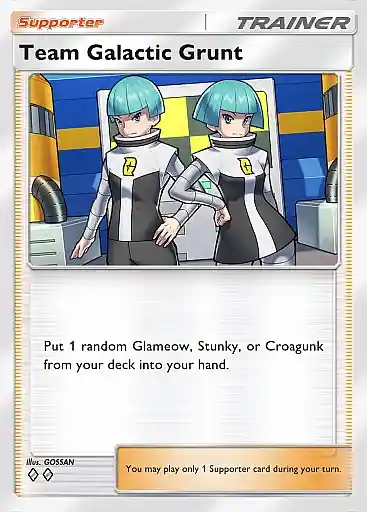 Supporter
TRAINER
Team Galactic Grunt
Put 1 random Glameow, Stunky, or Croagunk
from your deck into your hand.
Illus. GOSSAN
You may play only 1 Supporter card during your turn.